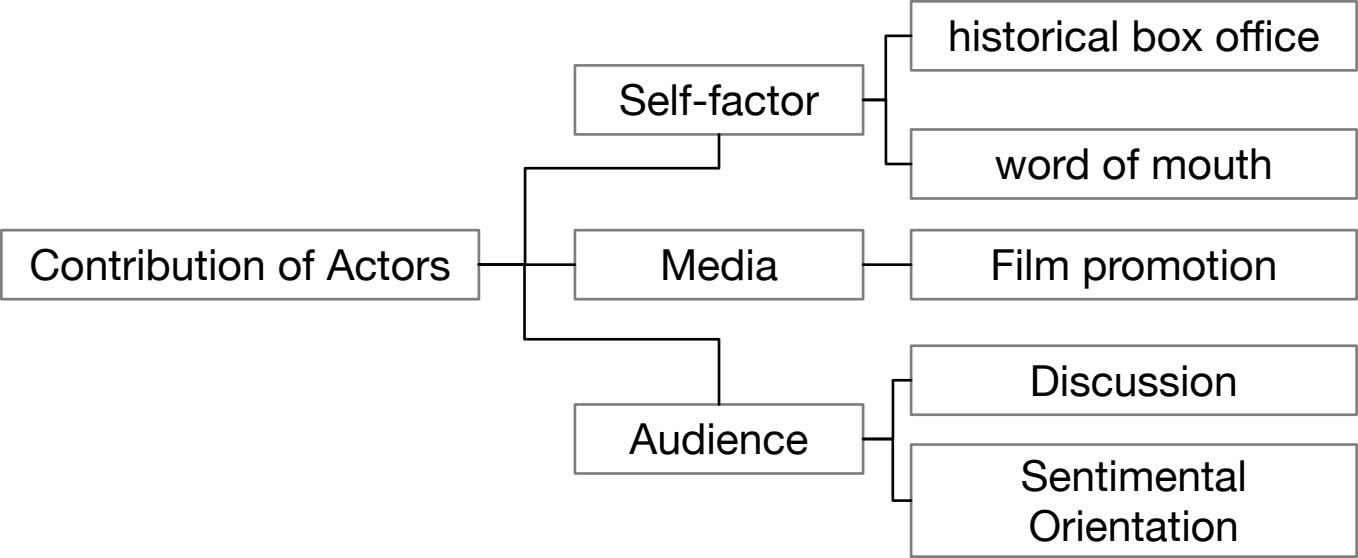 historical box office
Self-factor
word of mouth
Contribution of Actors
Media
Film promotion
Discussion
Audience
Sentimental
Orientation